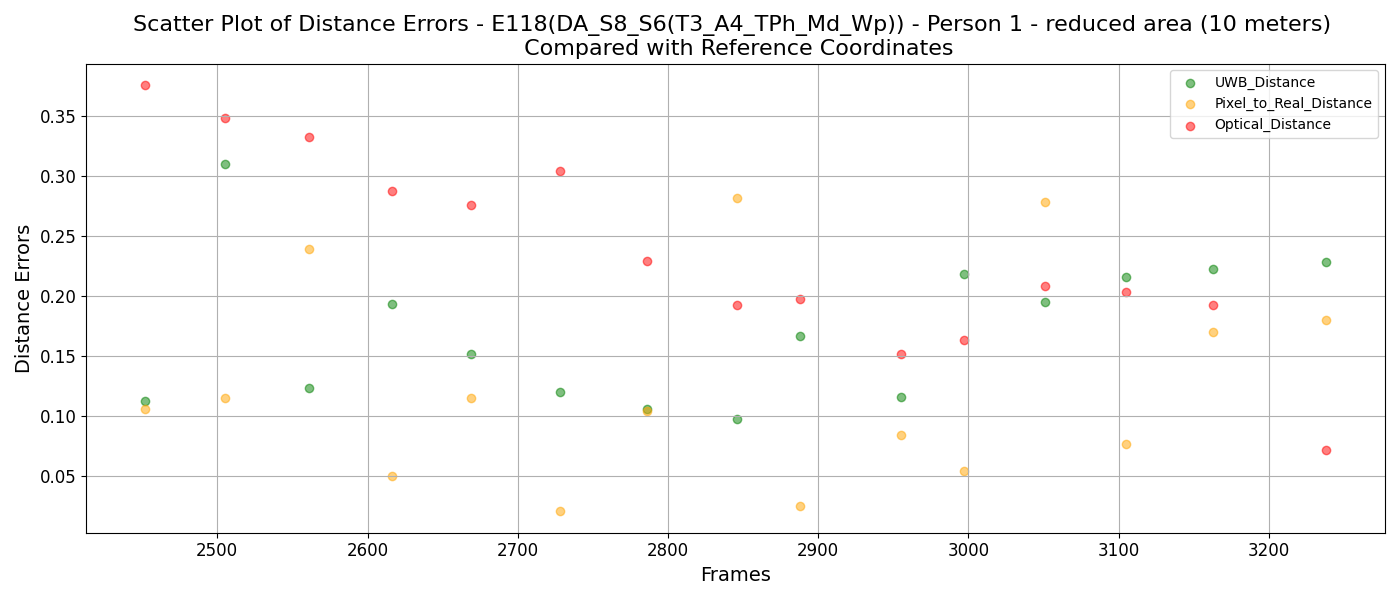 Scatter Plot of Distance Errors - E118(DA_S8_S6(T3_A4_TPh_Md_Wp)) - Person 1 - reduced area (10 meters)
Compared with Reference Coordinates
UWB_Distance
Pixel_to_Real_Distance
Optical_Distance
Distance Errors
0.35
0.30
0.25
0.20
0.15
0.10
0.05
2500 2600 2700 2800 2900 3000 3100 3200
Frames